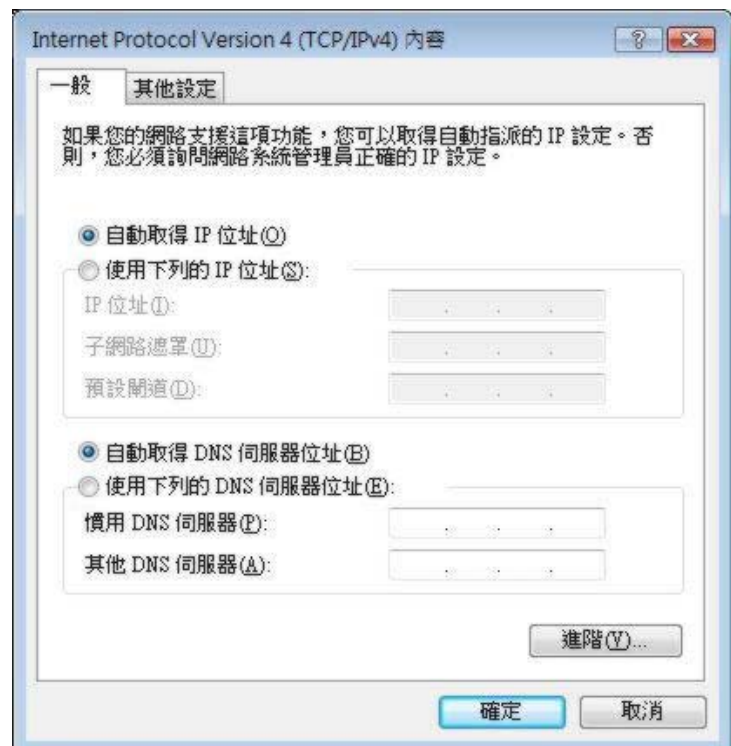 Internet Protocol Version 4 (TCP/IPv4) 內容
一般
其他設定
如果您的網路支援這項功能，您可以取得自動指派的 IP 設定。否
則，您必須詢問網路系統管理員正確的 IP 設定。
自動取得 IP 位址(O)
使用下列的 IP 位址(S):
IP 位址(I):
子網路遮罩(U):
預設閘道(D):
自動取得 DNS 伺服器位址(B)
使用下列的 DNS 伺服器位址(E):
慣用 DNS 伺服器(P):
其他 DNS 伺服器(A):
進階(V)...
確定
取消